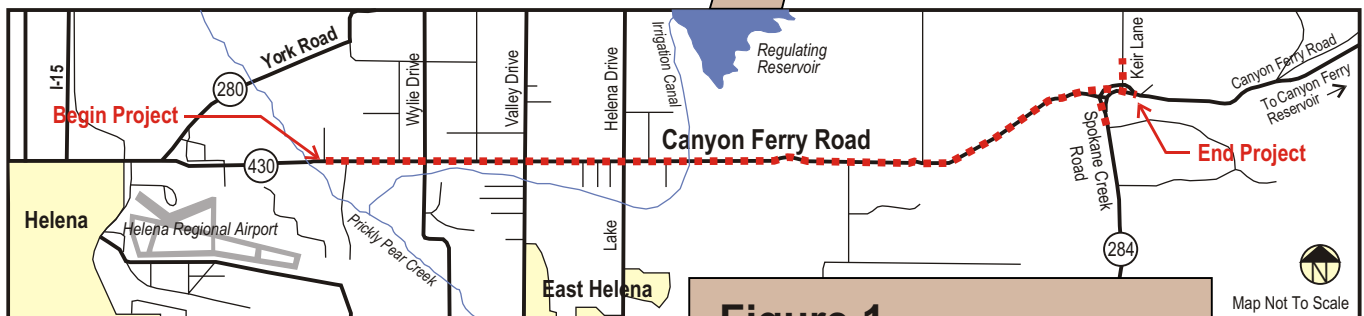 I-15
York Road
280
Wylie Drive
Valley Drive
Helena Drive
Irrigation Canal
Regulating
Reservoir
Keir Lane
Canyon Ferry Road
To Canyon Ferry
Reservoir
Begin Project
Canyon Ferry Road
430
Spokane Creek
Road
End Project
Helena
Helena Regional Airport
Prickly Pear Creek
Lake
284
East Helena
N
Map Not To Scale
Figure 1